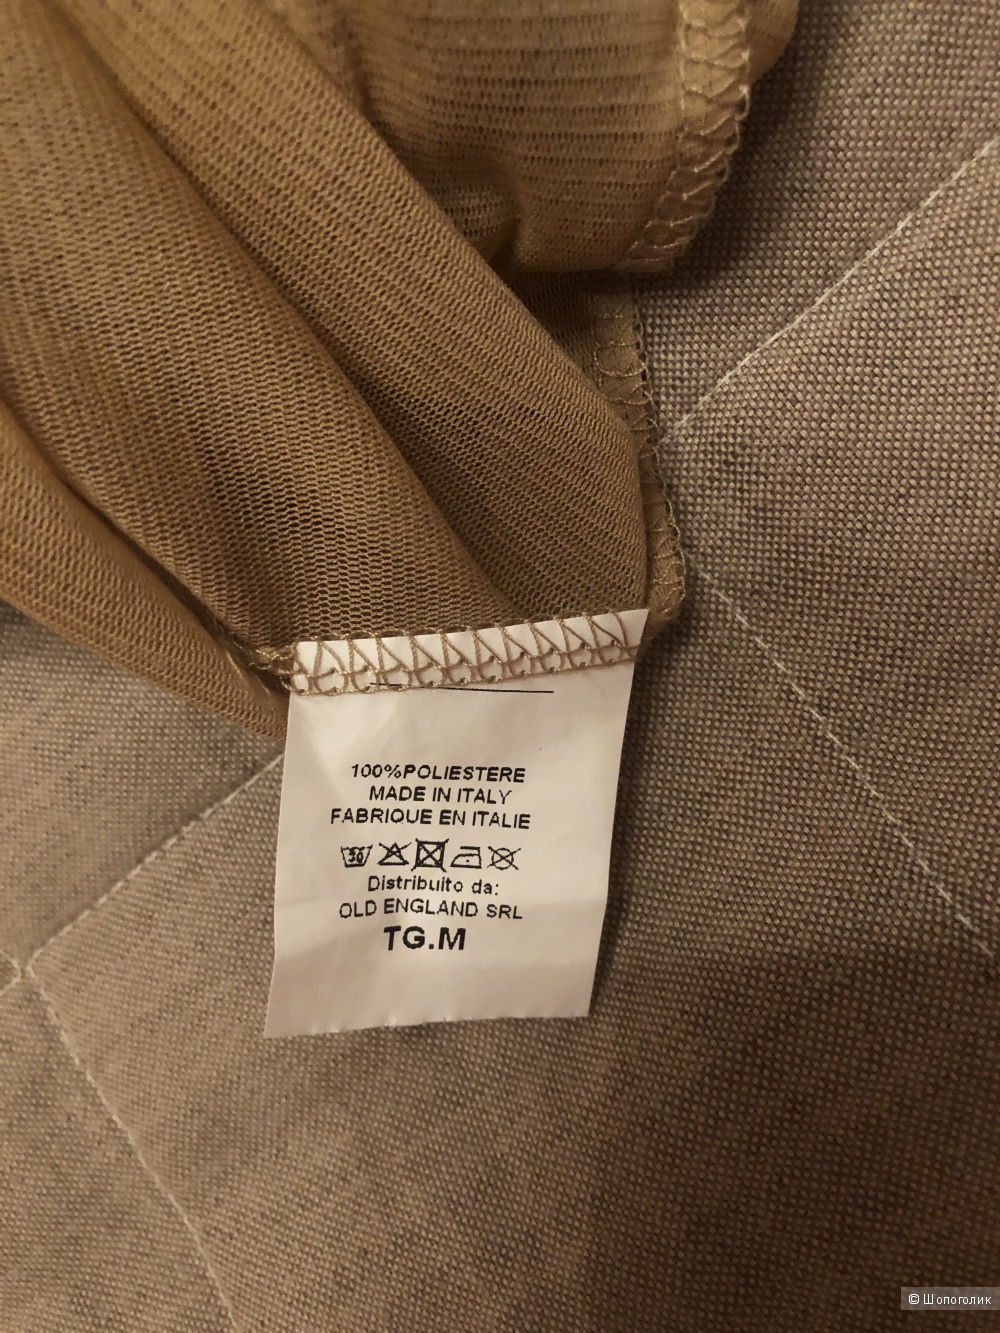 100%POLIESTERE
MADE IN ITALY
FABRIQUE EN ITALIE
30
Distribuito da:
OLD ENGLAND SRL
TG.M
© Шопоголик